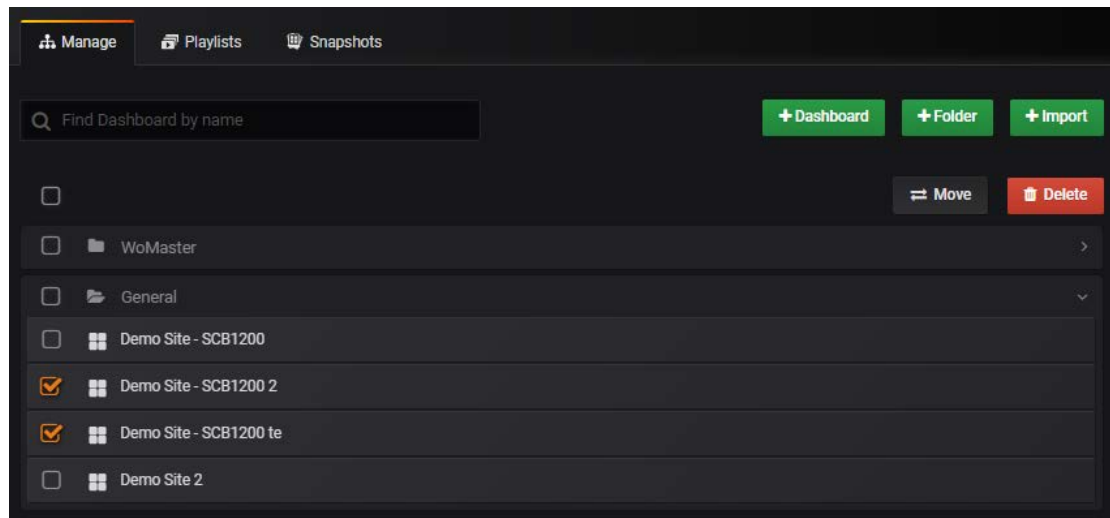 Manage Playlists Snapshots
Find Dashboard by name +Dashboard +Folder +Import
Move Delete
WoMaster
General
Demo Site - SCB1200
Demo Site - SCB1200 2
Demo Site - SCB1200 te
Demo Site 2